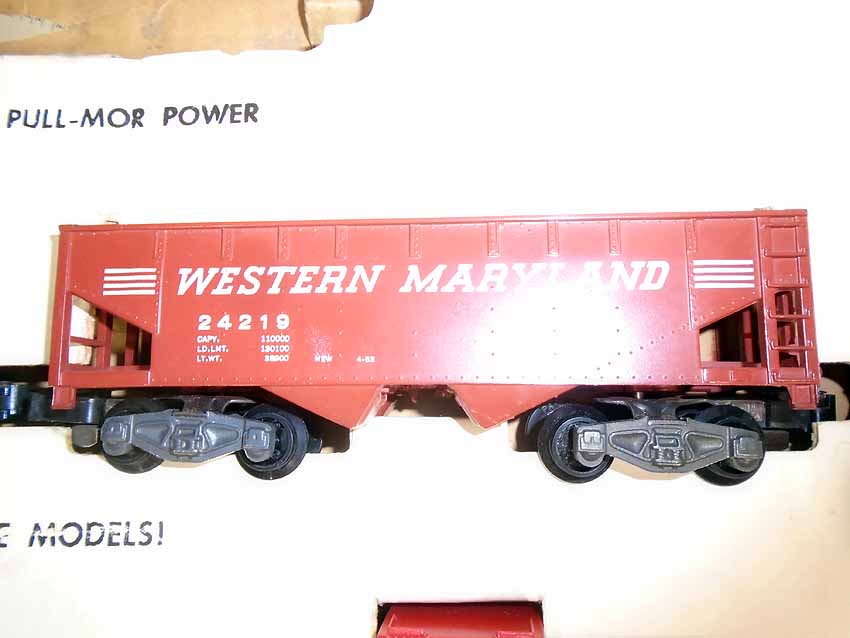 PULL-MOR POWER
WESTERN MARYLAND
24219
CAPY. 110000
LD.LMT. 130100
LT.WT. 38900 NEW 4-52
E MODELS!